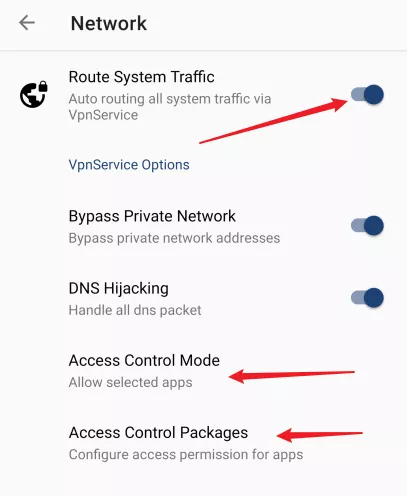 Network
Route System Traffic
Auto routing all system traffic via
VpnService
VpnService Options
Bypass Private Network
Bypass private network addresses
DNS Hijacking
Handle all dns packet
Access Control Mode
Allow selected apps
Access Control Packages
Configure access permission for apps